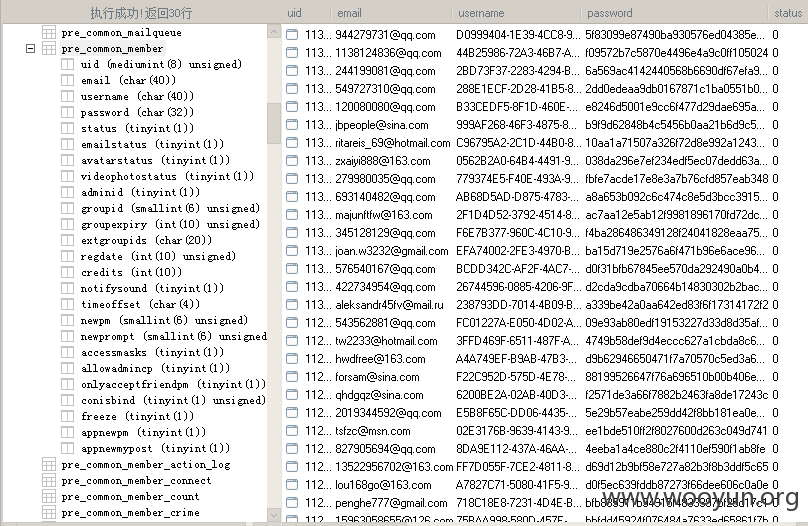 执行成功!返回30行
pre_common_mailqueue
pre_common_member
uid (mediumint(8) unsigned)
email (char(40))
username (char(40))
password (char(32))
status (tinyint(1))
emailstatus (tinyint(1))
avatarstatus (tinyint(1))
videophotostatus (tinyint(1))
adminid (tinyint(1))
groupid (smallint(6) unsigned)
groupexpiry (int(10) unsigned)
extgroupids (char(20))
regdate (int(10) unsigned)
credits (int(10))
notifysound (tinyint(1))
timeoffset (char(4))
newpm (smallint(6) unsigned)
newprompt (smallint(6) unsigned
accessmasks (tinyint(1))
allowadmincp (tinyint(1))
onlyacceptfriendpm (tinyint(1))
conisbind (tinyint(1) unsigned)
freeze (tinyint(1))
appnewpm (tinyint(1))
appnewmypost (tinyint(1))
pre_common_member_action_log
pre_common_member_connect
pre_common_member_count
pre_common_member_crime
uid email username password status
113... 944279731@qq.com D0999404-1E39-4CC8-9... 5f83099e87490ba930576ed04385e... 0
113... 1138124836@qq.com 44B25986-72A3-46B7-A... f09572b7c5870e4496e4a9c0ff105024 0
113... 244199081@qq.com 2BD73F37-2283-4294-B... 6a569ac4142440568b6690df67efa9... 0
113... 549727310@qq.com 288E1ECF-2D28-41B5-8... 2dd0edeaa9db0167871c1ba0551b0... 0
113... 120080080@qq.com B33CEDF5-8F1D-460E-... e8246d5001e9cc6f477d29dae695a... 0
113... jbpeople@sina.com 999AF268-46F3-4875-8... b9f9d62848b4c5456b0aa21b6d9c5... 0
113... ritareis_69@hotmail.com C96795A2-2C1D-44B0-8... 10aa1a71507a326f72d8e992a1243... 0
113... zxaiyi888@163.com 0562B2A0-64B4-4491-9... 038da296e7ef234edf5ec07dedd63a... 0
113... 279980035@qq.com 779374E5-F40E-493A-9... fbfe7acde17e8e3a7b76cfd857eab348 0
113... 693140482@qq.com AB68D5AD-D875-4783-... a8a653b092c6c474c8e5d3bcc3915... 0
113... majunftfw@163.com 2F1D4D52-3792-4514-8... ac7aa12e5ab12f9981896170fd72dc... 0
113... 345128129@qq.com F6E7B377-960C-4C10-9... f4ba286486349128f24041828eaa75... 0
113... joan.w3232@gmail.com EFA74002-2FE3-4970-B... ba15d719e2576a6f471b96e6ace96... 0
113... 576540167@qq.com BCDD342C-AF2F-4AC7-... d0f31bfb67845ee570da292490a0b4... 0
113... 422734954@qq.com 26744596-0885-4206-9F... d2cda9cdba70664b14830302b2bac... 0
113... aleksandr45fv@mail.ru 238793DD-7014-4B09-B... a339be42a0aa642ed83f6f17314172f2 0
112... 543562881@qq.com FC01227A-E050-4D02-A... 09e93ab80edf19153227d33d8d35af... 0
112... tw2233@hotmail.com 3FFD469F-6511-487F-A... 4749b58def9d4eccc627a1cbda8c6... 0
112... hwdfree@163.com A4A749EF-B9AB-47B3-... d9b62946650471f7a70570c5ed3a6... 0
112... forsam@sina.com F22C952D-575D-4E78-... 88199526647f76a696510b00b406e... 0
112... qhdgqz@sina.com 6200BE2A-02AB-40D3-... f2571de3a66f7882b2463fa8de17243c 0
112... 2019344592@qq.com E5B8F65C-DD06-4435-... 5e29b57eabe259dd42f8bb181ea0e... 0
112... tsfzc@msn.com 02E3176B-9639-4143-9... ee1bde510ff2f8027600d263c049d741 0
112... 827905694@qq.com 8DA9E112-437A-46AA-... 4eeba1a4ce880c2f4110ef590f1ab8fe 0
112... 13522956702@163.com FF7D055F-7CE2-4811-8... d69d12b9bf58e727a82b3f8b3ddf5c65 0
112... lou168go@163.com A7827C71-5080-41F5-9... d0f5ec639fddb87273f66dee606c0a0e 0
112... penghe777@gmail.com 718C18E8-7231-4D4E-B... 0
112... 15963058655@126.com 0
www.wooyun.org